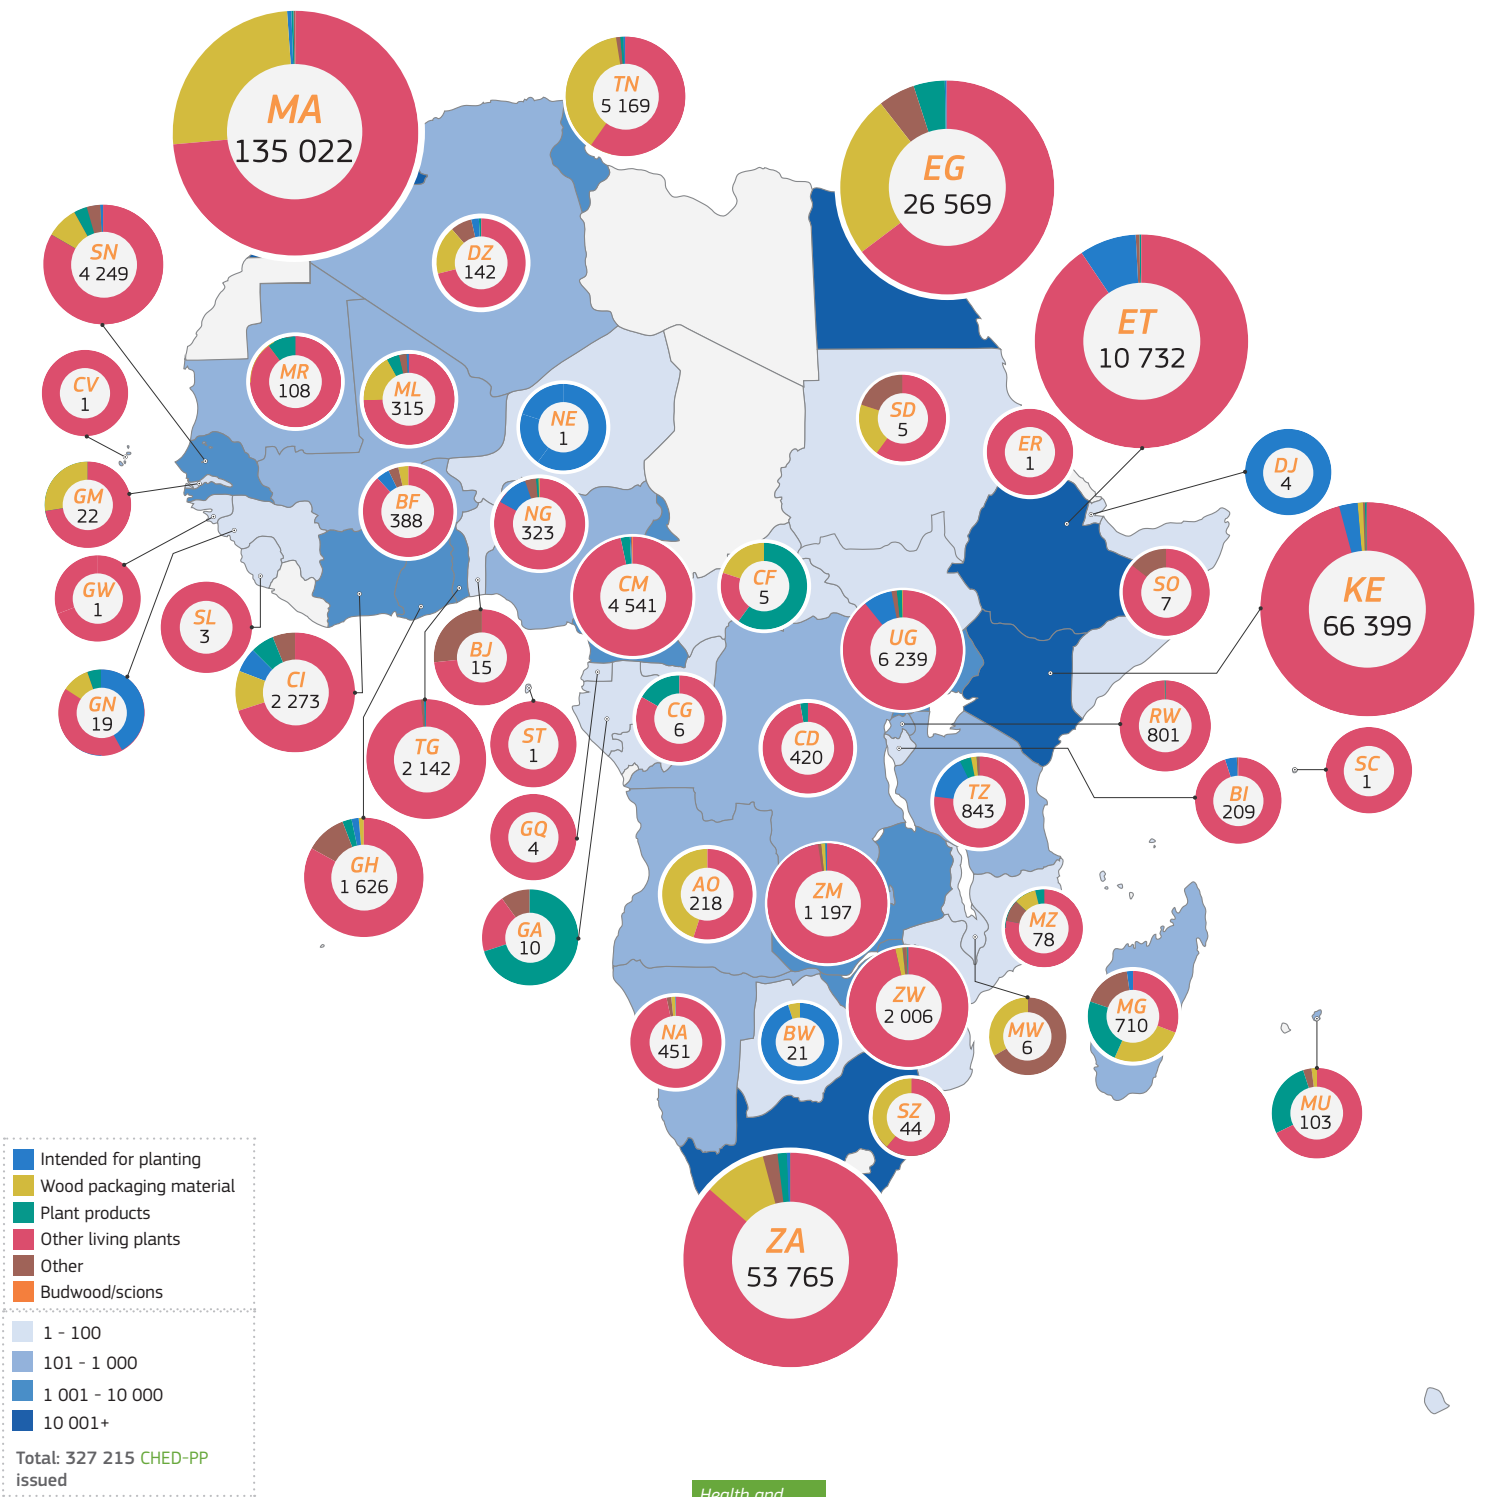 MA
135 022
TN
5 169
EG
26 569
SN
4 249
DZ
142
ET
10 732
CV
1
MR
108
ML
315
NE
1
SD
5
ER
1
DJ
4
GM
22
BF
388
NG
323
CM
4 541
CF
5
SO
7
KE
66 399
GW
1
SL
3
UG
6 239
BJ
15
CI
2 273
GN
19
CG
6
RW
801
TG
2 142
ST
1
CD
420
TZ
843
BI
209
SC
1
GQ
4
GH
1 626
AO
218
ZM
1 197
GA
10
MZ
78
ZW
2 006
MG
710
NA
451
BW
21
MW
6
SZ
44
MU
103
ZA
53 765
Intended for planting
Wood packaging material
Plant products
Other living plants
Other
Budwood/scions
1 - 100
101 - 1 000
1 001 - 10 000
10 001+
Total: 327 215 CHED-PP
issued
Health and